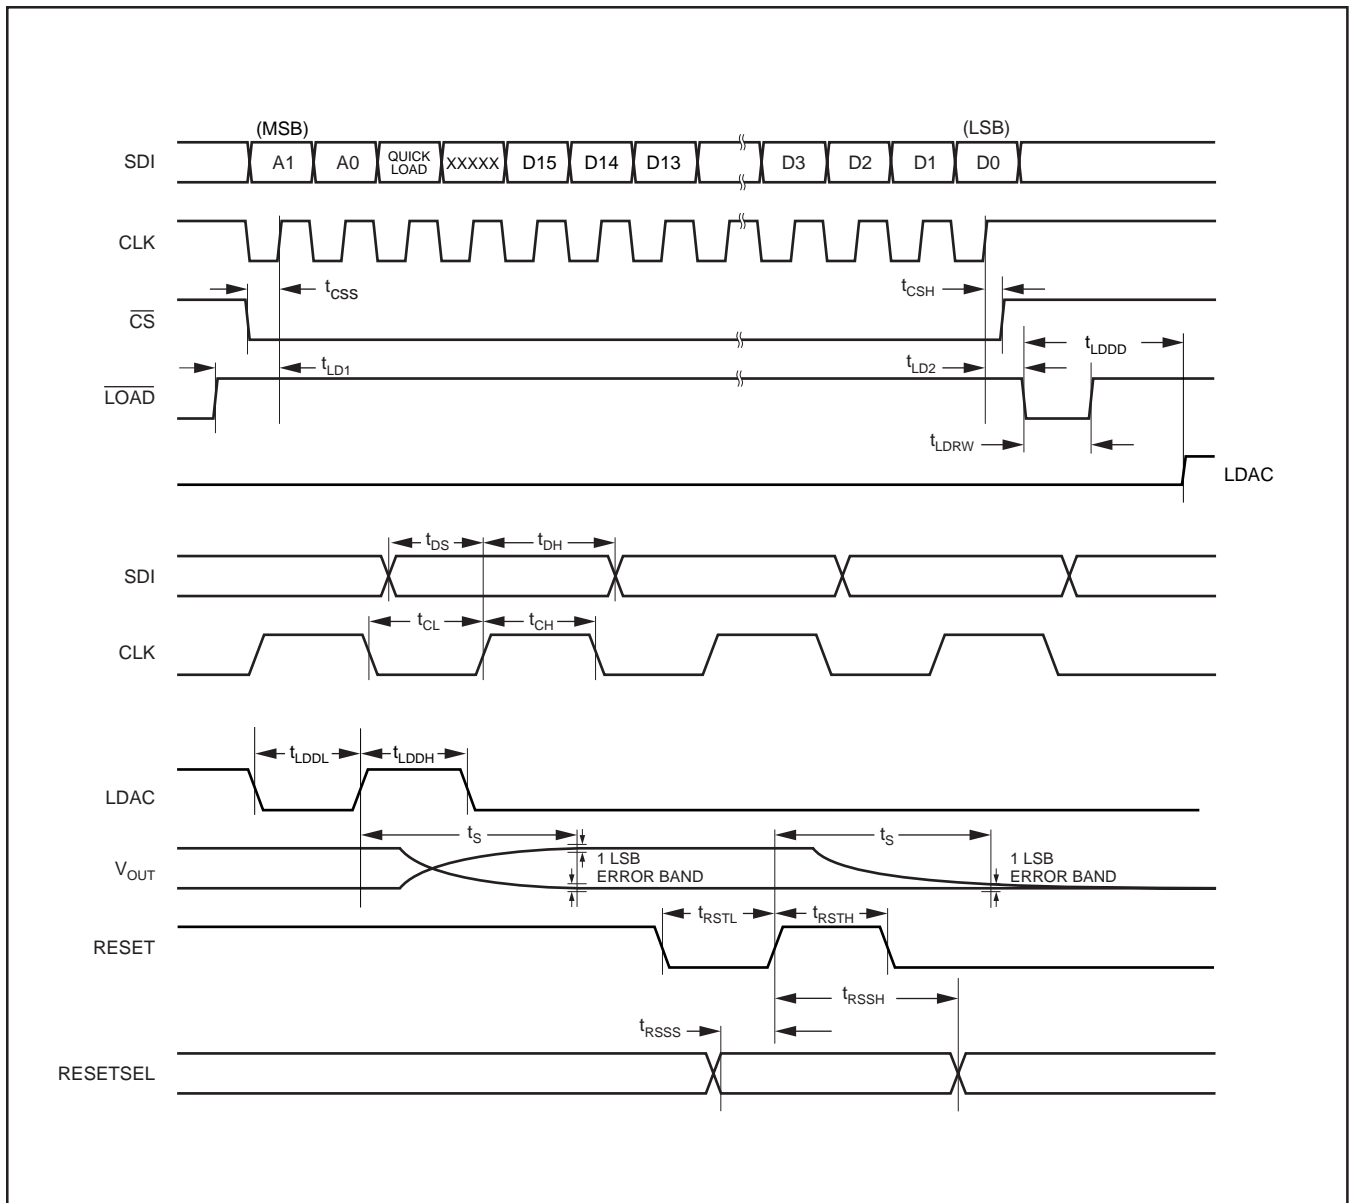 (MSB) (LSB)
SDI A1 A0 QUICK LOAD XXXXX D15 D14 D13 D3 D2 D1 D0
CLK
tCSS tCSH
CS
tLDDD
tLD1 tLD2
LOAD
tLDRW
LDAC
tDS tDH
SDI
tCL tCH
CLK
tLDDL tLDDH
LDAC
tS tS
VOUT
1 LSB ERROR BAND 1 LSB ERROR BAND
tRSTL tRSTH
RESET
tRSSH
tRSSS
RESETSEL